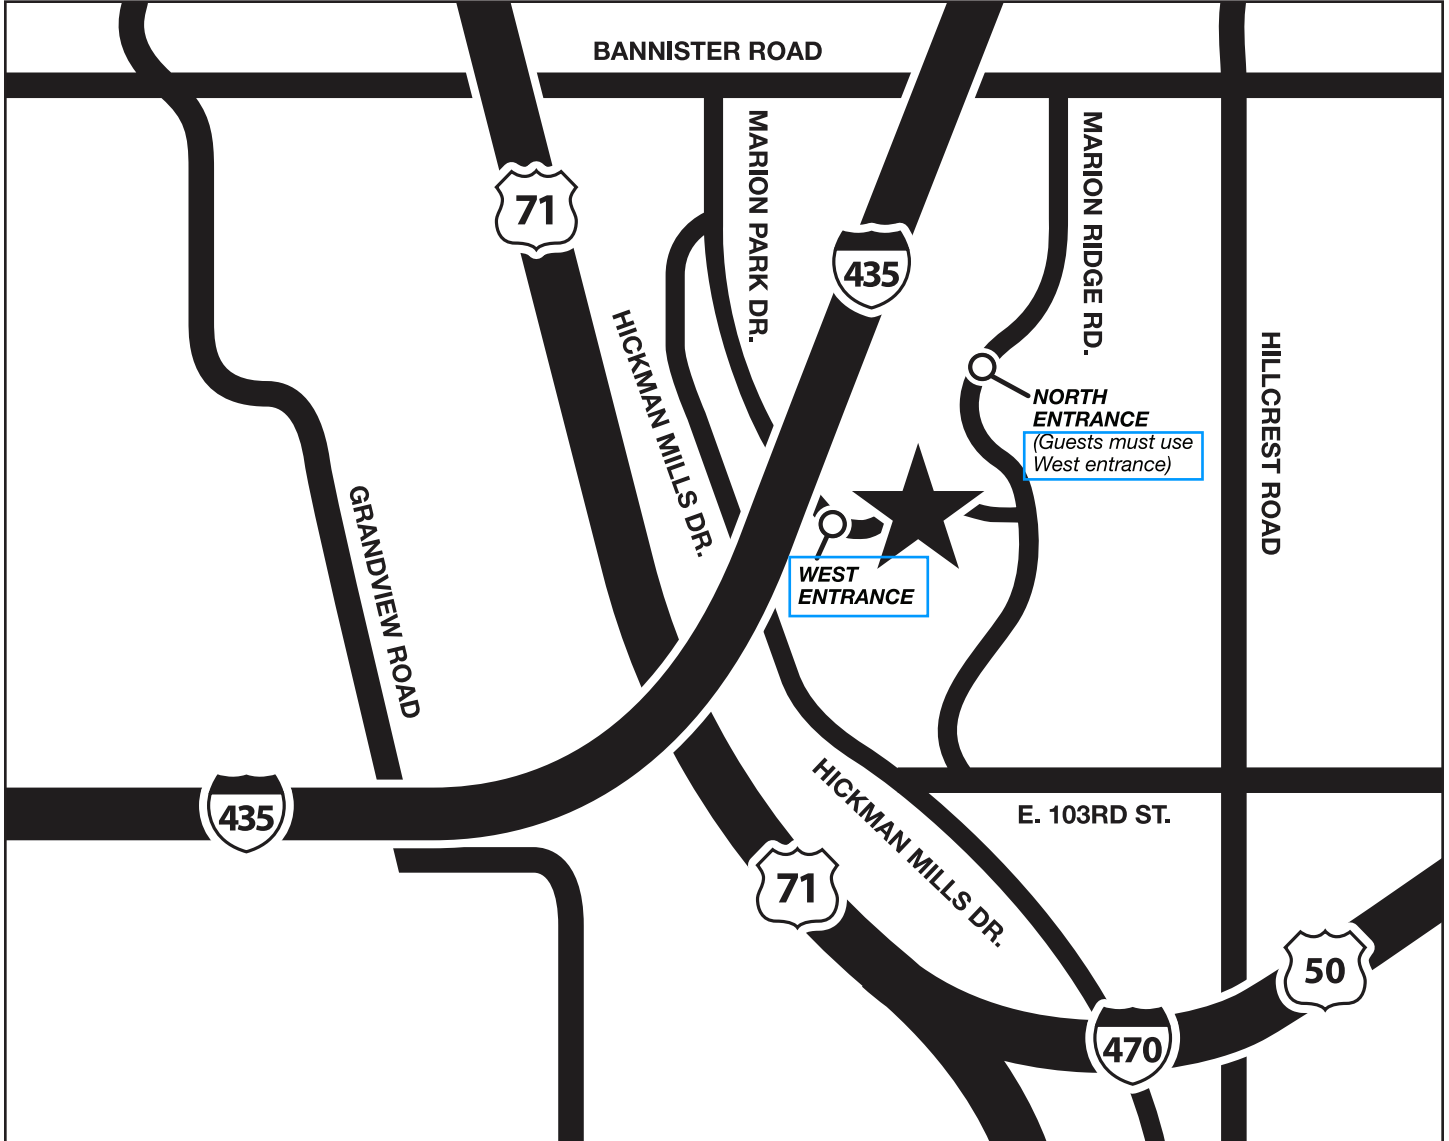 BANNISTER ROAD
MARION PARK DR.
MARION RIDGE RD.
71
435
HICKMAN MILLS DR.
HILLCREST ROAD
NORTH
ENTRANCE
(Guests must use
West entrance)
GRANDVIEW ROAD
WEST
ENTRANCE
435
HICKMAN MILLS DR.
E. 103RD ST.
71
50
470